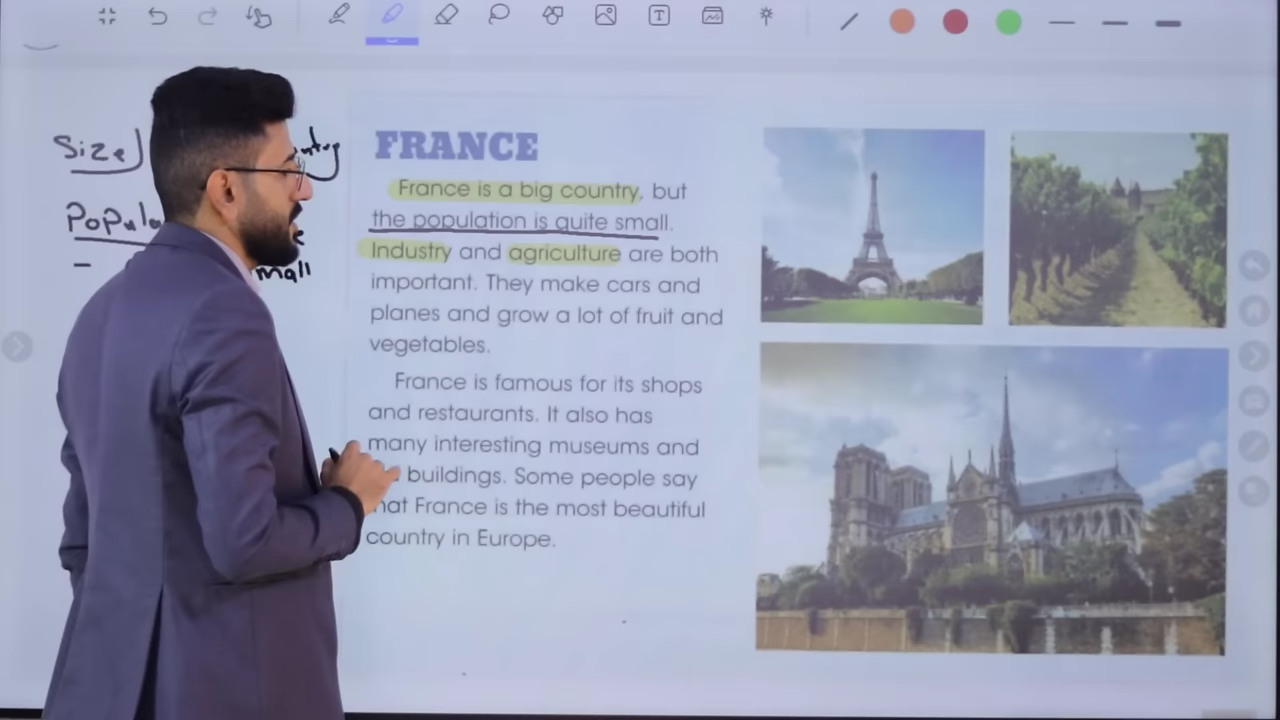 Size
FRANCE
France is a big country, but
the population is quite small.
Industry and agriculture are both
important. They make cars and
planes and grow a lot of fruit and
vegetables.
France is famous for its shops
and restaurants. It also has
many interesting museums and
buildings. Some people say
France is the most beautiful
country in Europe.
T